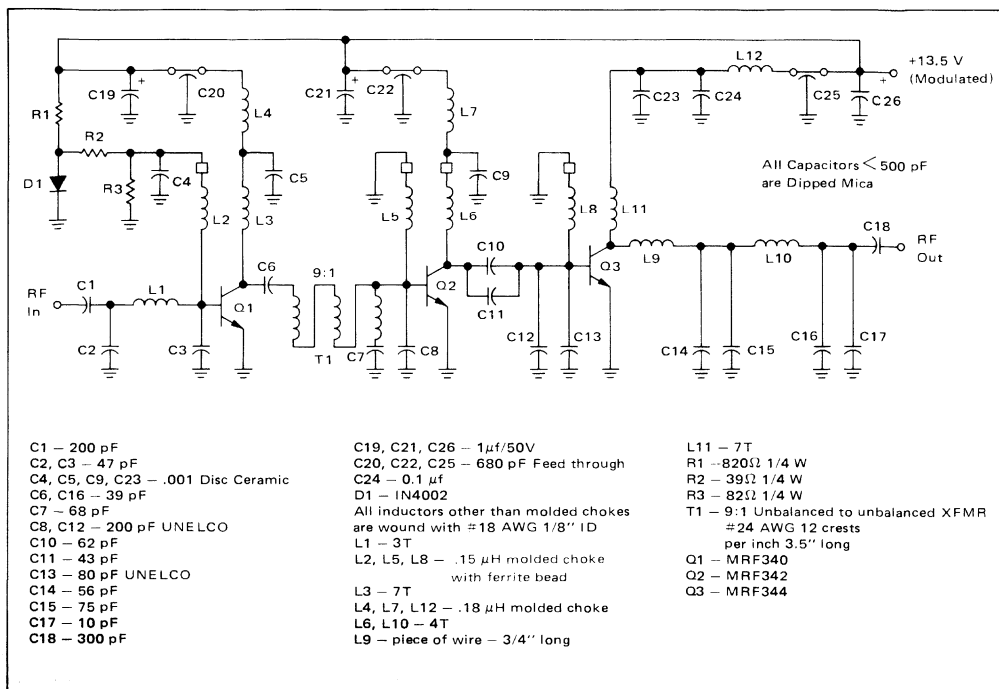 L12
+13.5 V
(Modulated)
C19
C20
L4
C21
C22
L7
C23
C24
C25
C26
R1
R2
D1
R3
C4
L2
L3
C5
L5
L6
C9
L8
L11
All Capacitors < 500 pF
are Dipped Mica
C18
RF
Out
RF
In
C1
L1
C2
C3
Q1
C6
9:1
T1
C7
C8
Q2
C10
C11
C12
C13
Q3
L9
L10
C14
C15
C16
C17
C1 – 200 pF
C2, C3 – 47 pF
C4, C5, C9, C23 – .001 Disc Ceramic
C6, C16 – 39 pF
C7 – 68 pF
C8, C12 – 200 pF UNELCO
C10 – 62 pF
C11 – 43 pF
C13 – 80 pF UNELCO
C14 – 56 pF
C15 – 75 pF
C17 – 10 pF
C18 – 300 pF
C19, C21, C26 – 1μf/50V
C20, C22, C25 – 680 pF Feed through
C24 – 0.1 μf
D1 – IN4002
All inductors other than molded chokes
are wound with #18 AWG 1/8" ID
L1 – 3T
L2, L5, L8 – .15 μH molded choke
with ferrite bead
L3 – 7T
L4, L7, L12 – .18 μH molded choke
L6, L10 – 4T
L9 – piece of wire – 3/4" long
L11 – 7T
R1 –820Ω 1/4 W
R2 – 39Ω 1/4 W
R3 – 82Ω 1/4 W
T1 – 9:1 Unbalanced to unbalanced XFMR
#24 AWG 12 crests
per inch 3.5" long
Q1 – MRF340
Q2 – MRF342
Q3 – MRF344